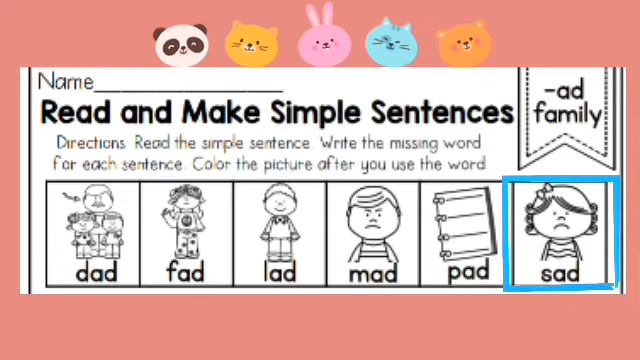 Name
-ad
family
Read and Make Simple Sentences
Directions. Read the simple sentence. Write the missing word
for each sentence. Color the picture after you use the word.
dad fad lad mad pad sad